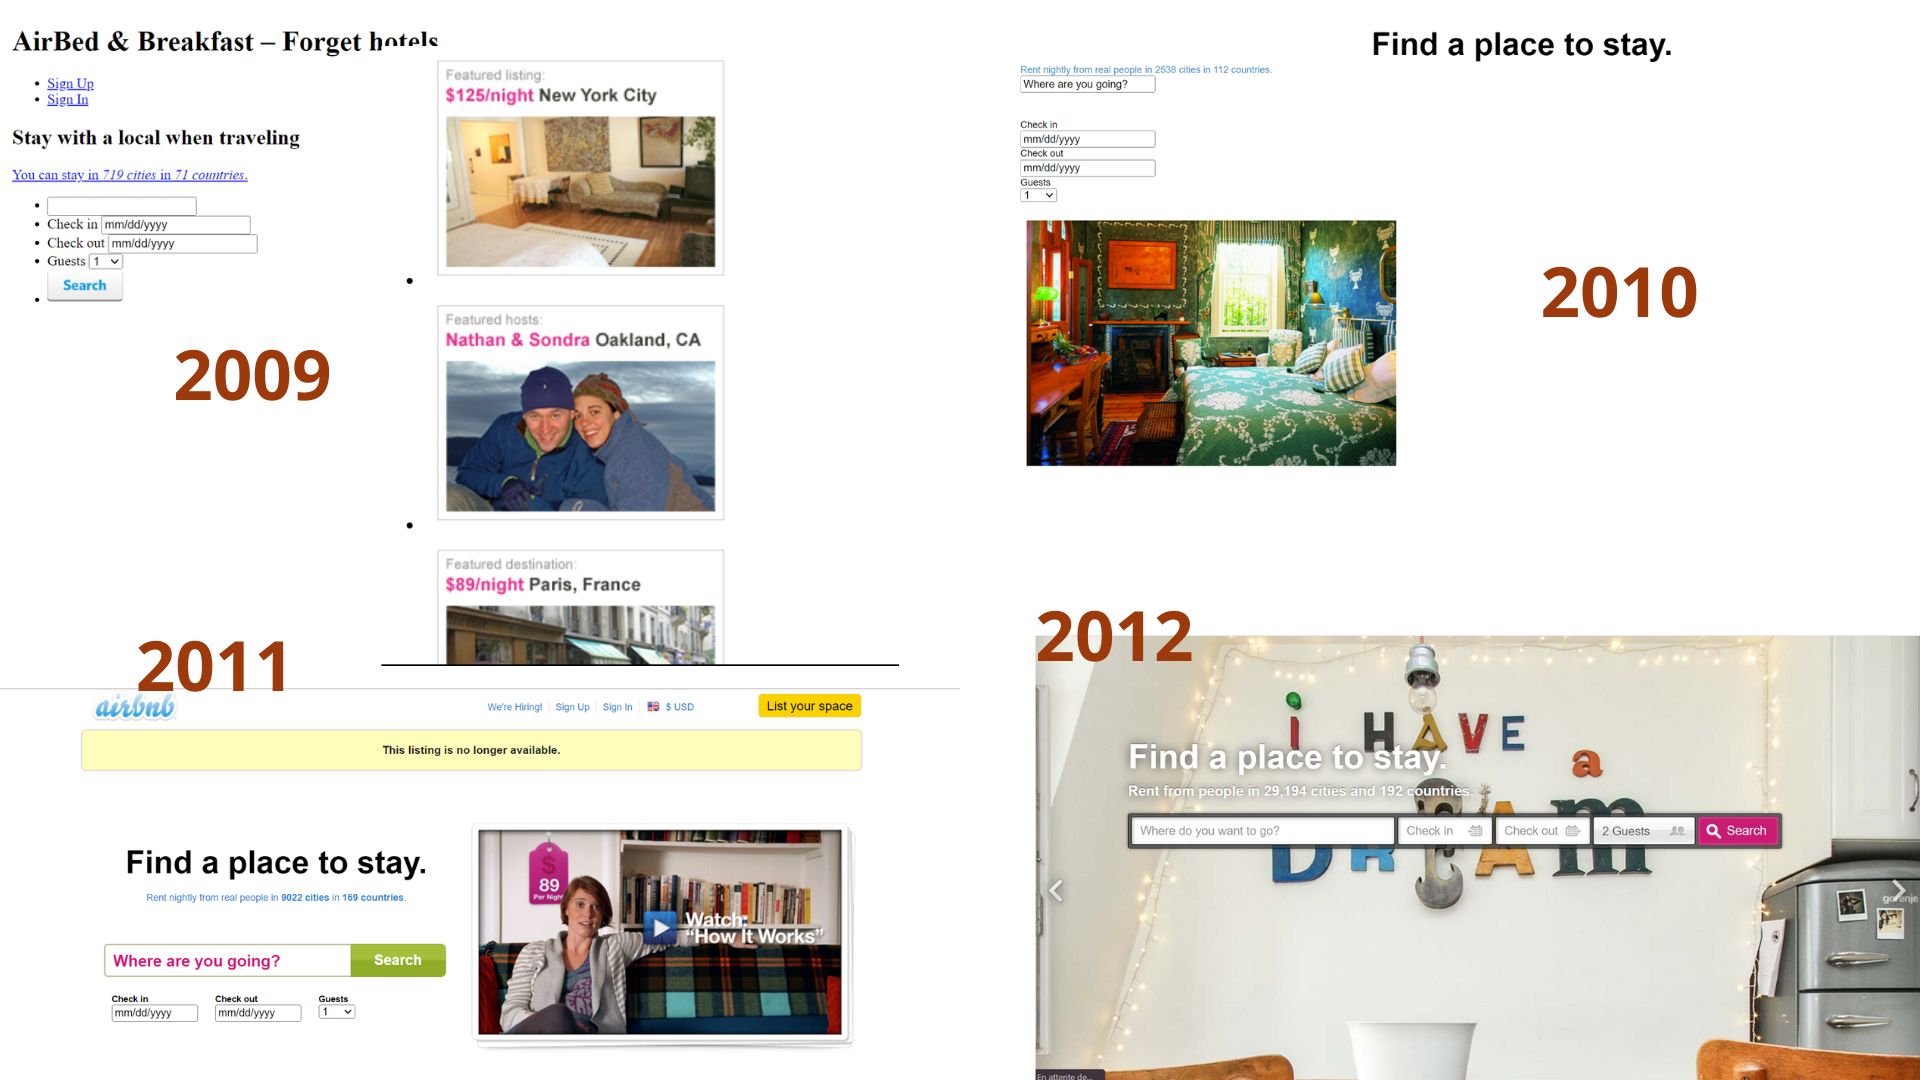 AirBed & Breakfast – Forget hotels
Sign Up
Sign In
Stay with a local when traveling
You can stay in 719 cities in 71 countries.
Check in mm/dd/yyyy
Check out mm/dd/yyyy
Guests 1
Search
2009
Featured listing:
$125/night New York City
Featured hosts:
Nathan & Sondra Oakland, CA
Featured destination:
$89/night Paris, France
Find a place to stay.
Rent nightly from real people in 2538 cities in 112 countries.
Where are you going?
Check in
mm/dd/yyyy
Check out
mm/dd/yyyy
Guests
1
2010
2011
airbnb
We're Hiring! Sign Up Sign In $ USD
List your space
This listing is no longer available.
Find a place to stay.
Rent nightly from real people in 9022 cities in 169 countries.
Where are you going? Search
Check in Check out Guests
mm/dd/yyyy mm/dd/yyyy 1
$
89
Per Night
Watch:
"How It Works"
2012
i HAVE
a
DREAm
Find a place to stay.
Rent from people in 29,194 cities and 192 countries.
Where do you want to go? Check in Check out 2 Guests Search
gorenje
En attente de...